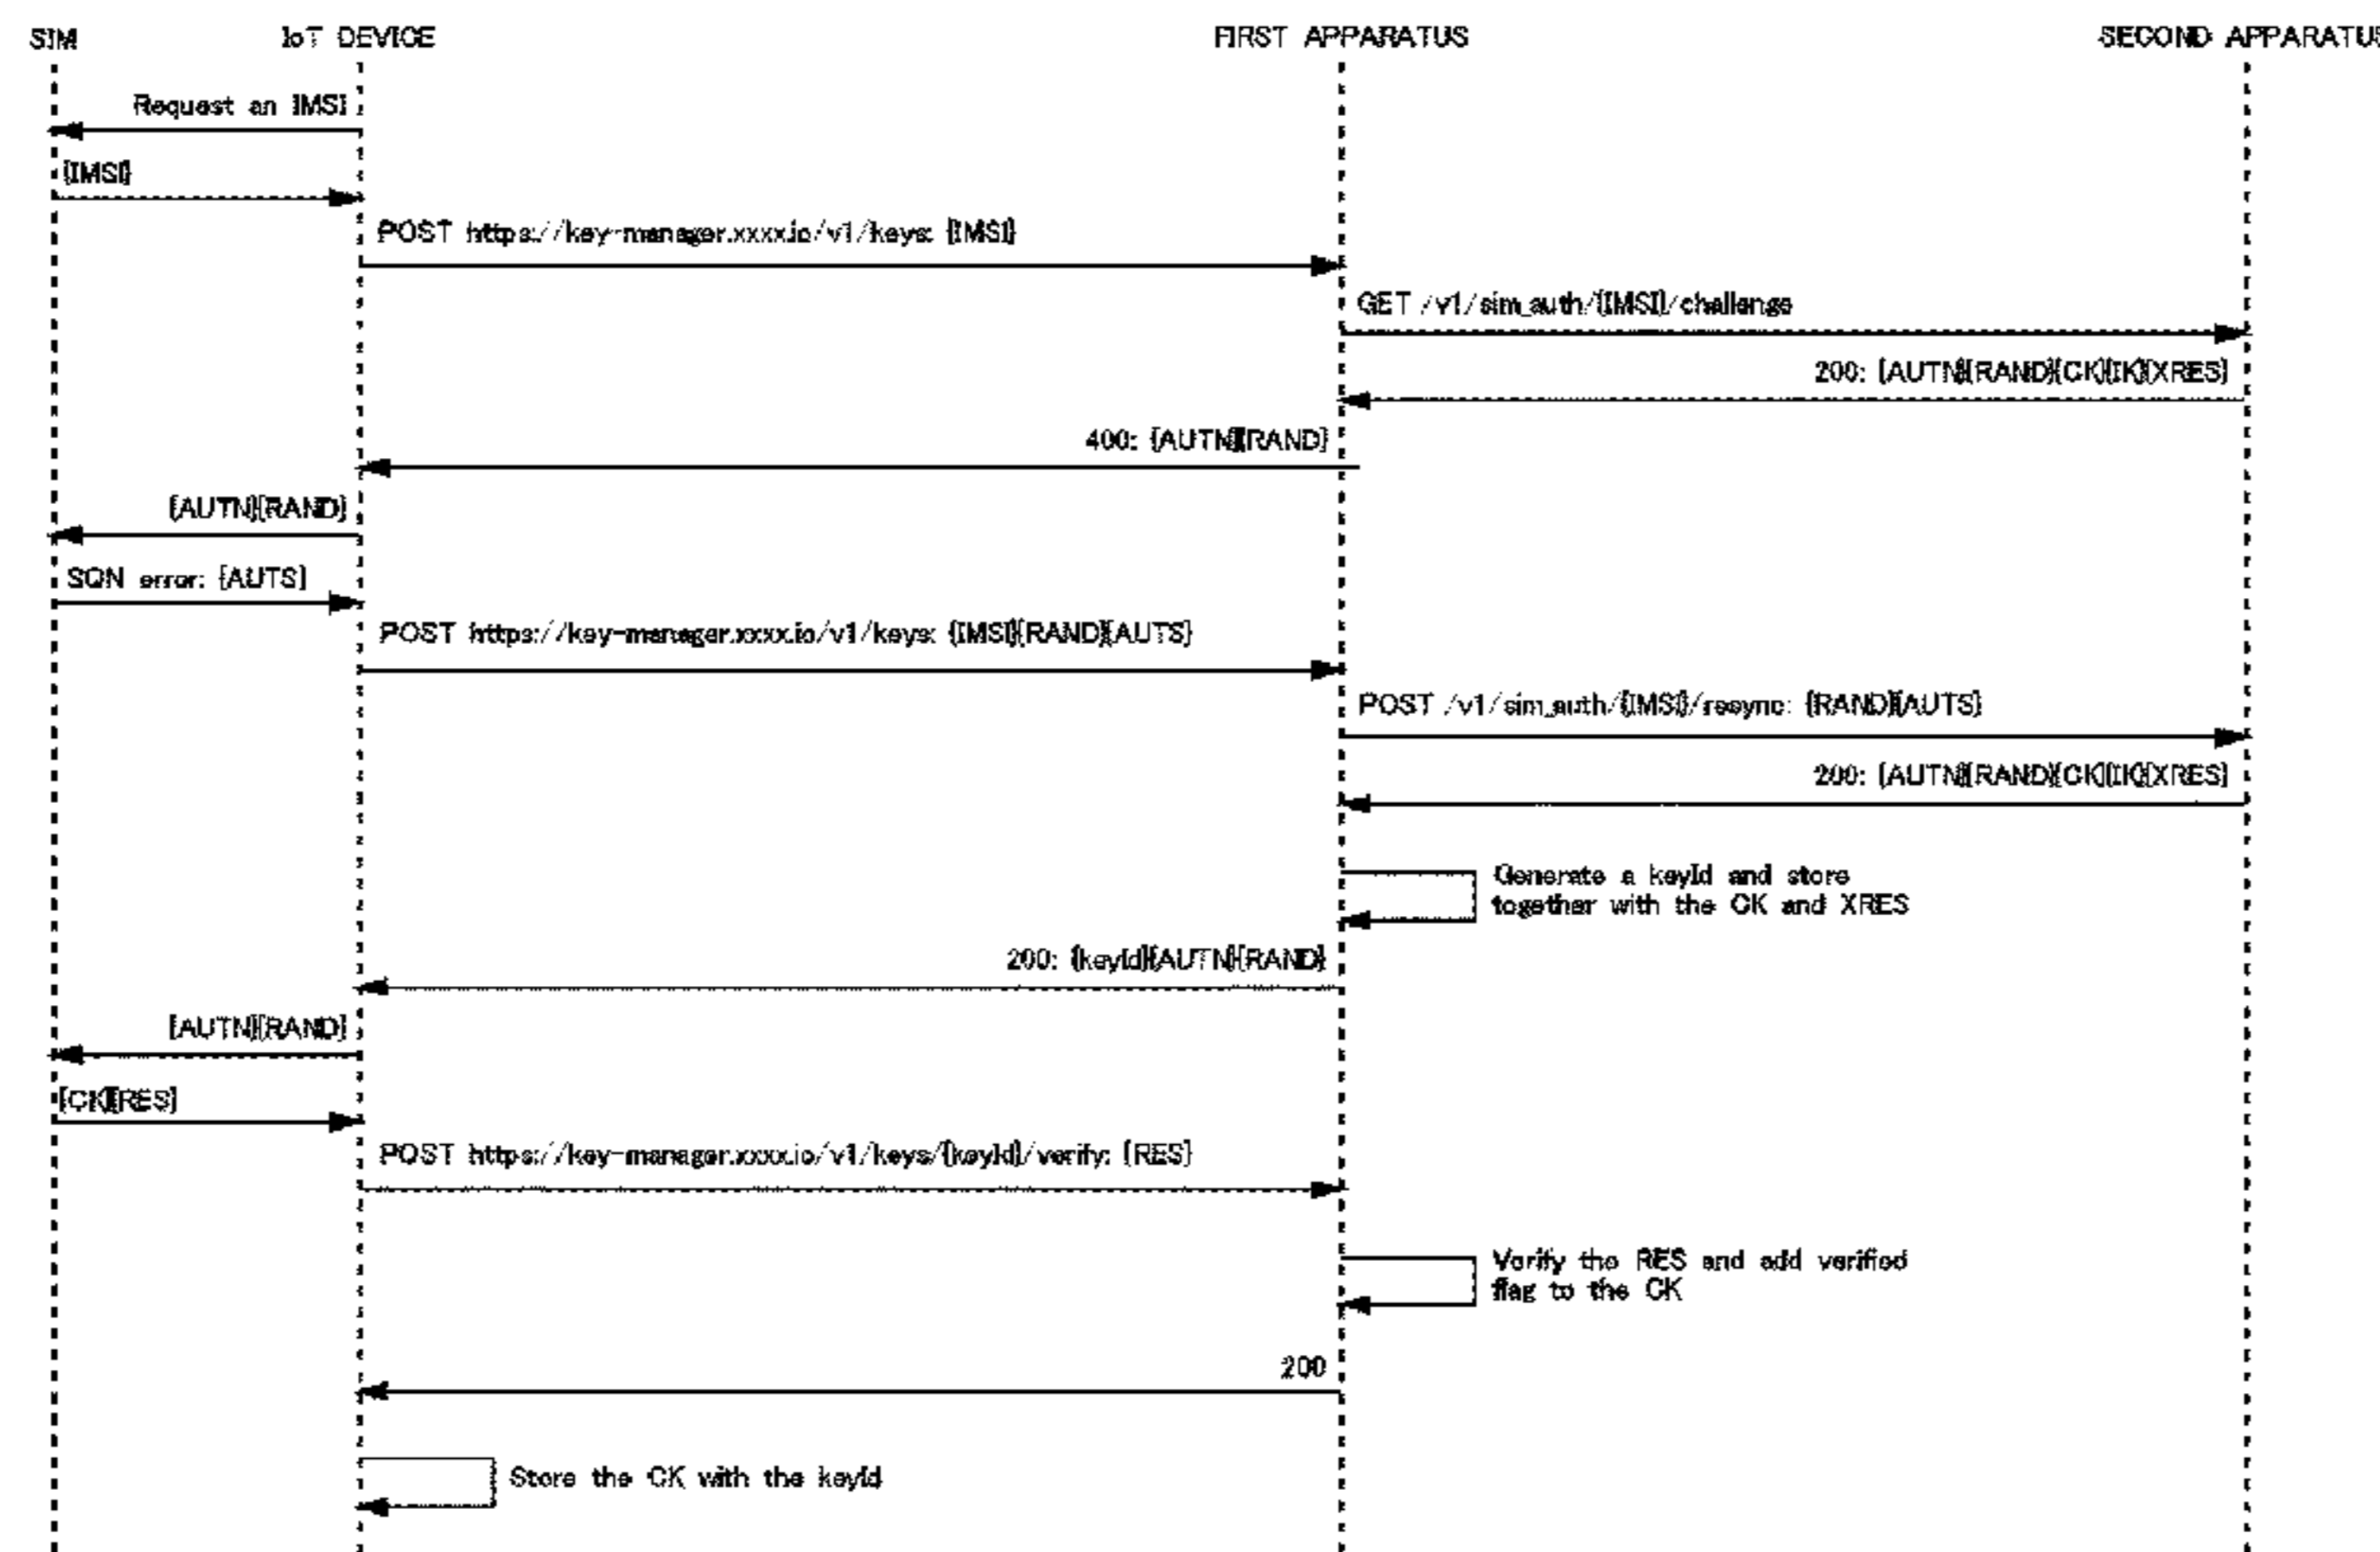 SIM
IoT DEVICE
FIRST APPARATUS
SECOND APPARATUS
Request an IMSI
{IMSI}
POST https://key-manager.xxxx.io/v1/keys: {IMSI}
GET /v1/sim_auth/{IMSI}/challenge
200: {AUTN}{RAND}{CK}{IK}{XRES}
400: {AUTN}{RAND}
{AUTN}{RAND}
SQN error: {AUTS}
POST https://key-manager.xxxx.io/v1/keys: {IMSI}{RAND}{AUTS}
POST /v1/sim_auth/{IMSI}/resync: {RAND}{AUTS}
200: {AUTN}{RAND}{CK}{IK}{XRES}
Generate a keyId and store
together with the CK and XRES
200: {keyId}{AUTN}{RAND}
{AUTN}{RAND}
{CK}{RES}
POST https://key-manager.xxxx.io/v1/keys/{keyId}/verify: {RES}
Verify the RES and add verified
flag to the CK
200
Store the CK with the keyId